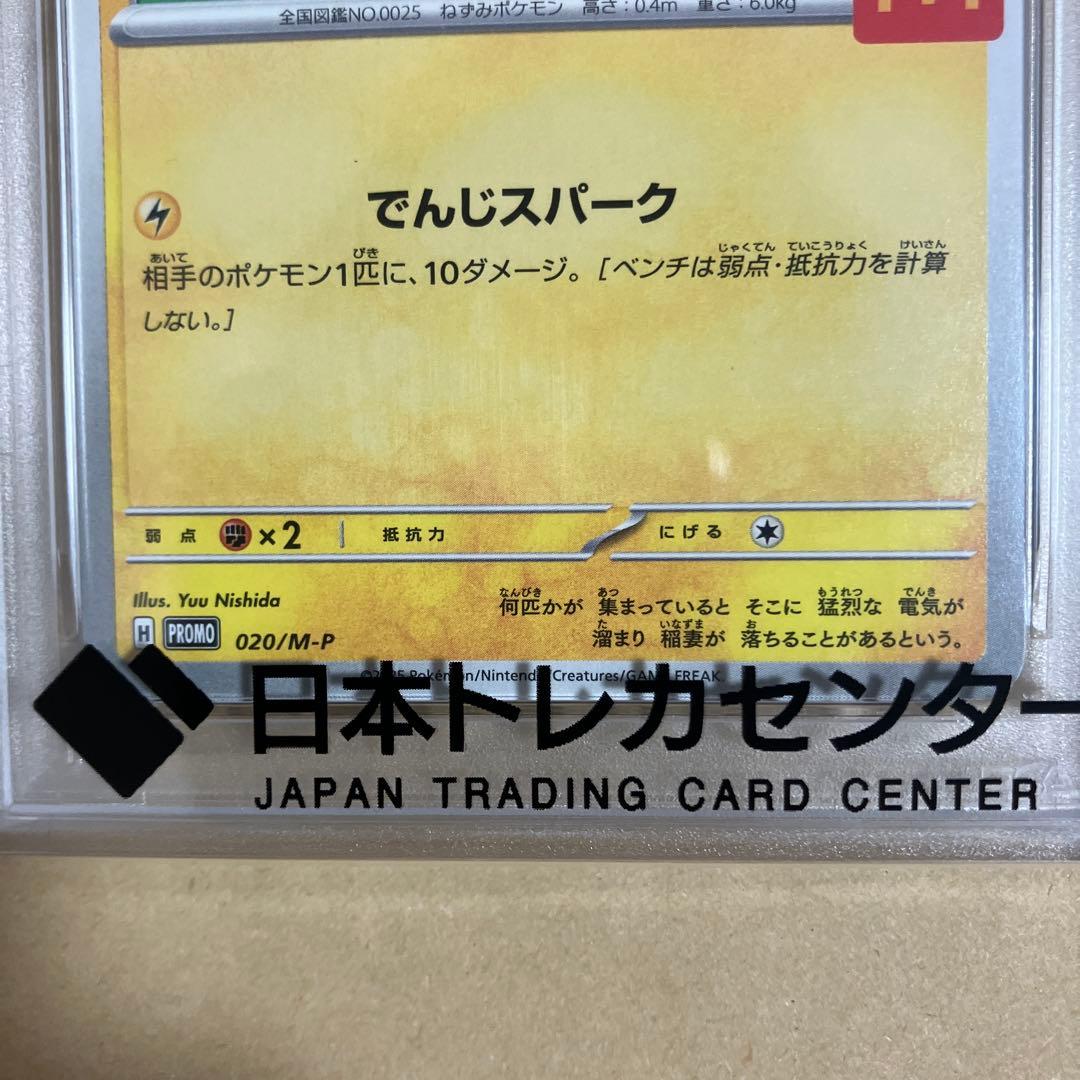 全国図鑑NO.0025 ねずみポケモン 高さ:0.4m 重さ:6.0kg
でんじスパーク
相手のポケモン1匹に、10ダメージ。[ベンチは弱点・抵抗力を計算
しない。]
弱点 ×2 抵抗力 にげる
Illus. Yuu Nishida
何匹かが 集まっていると そこに 猛烈な 電気が
溜まり 稲妻が 落ちることがあるという。
H PROMO 020/M-P
©2025 Pokémon/Nintendo/Creatures/GAME FREAK.
日本トレカセンター
JAPAN TRADING CARD CENTER